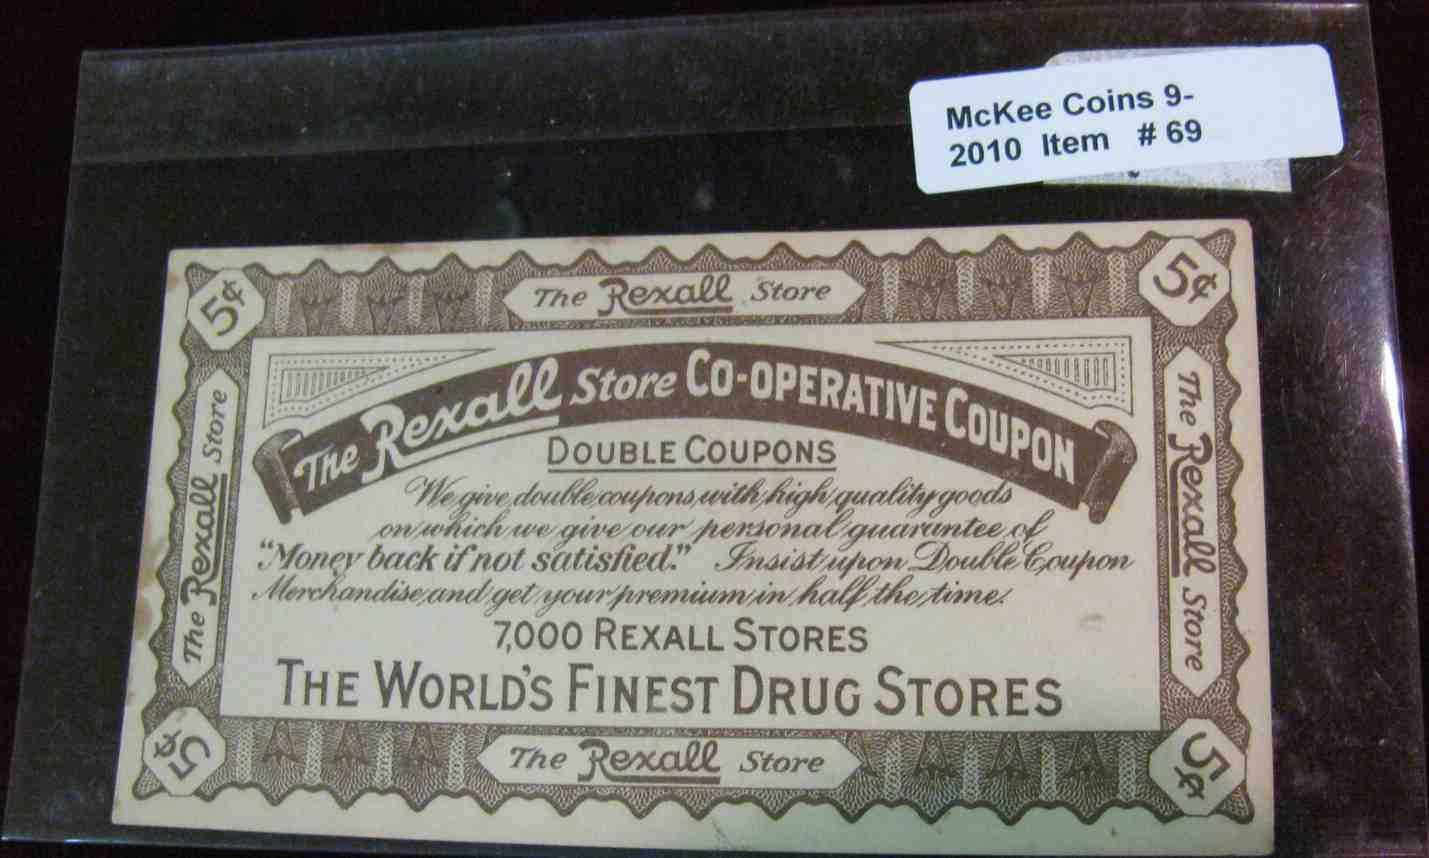 McKee Coins 9-
2010 Item # 69
5¢
The Rexall Store
5¢
The Rexall Store Co-operative Coupon
Double Coupons
We give double coupons with high quality goods
on which we give our personal guarantee of
“Money back if not satisfied.” Insist upon Double Coupon
Merchandise and get your premium in half the time.
7,000 Rexall Stores
The World's Finest Drug Stores
The Rexall Store
The Rexall Store
5¢
The Rexall Store
5¢